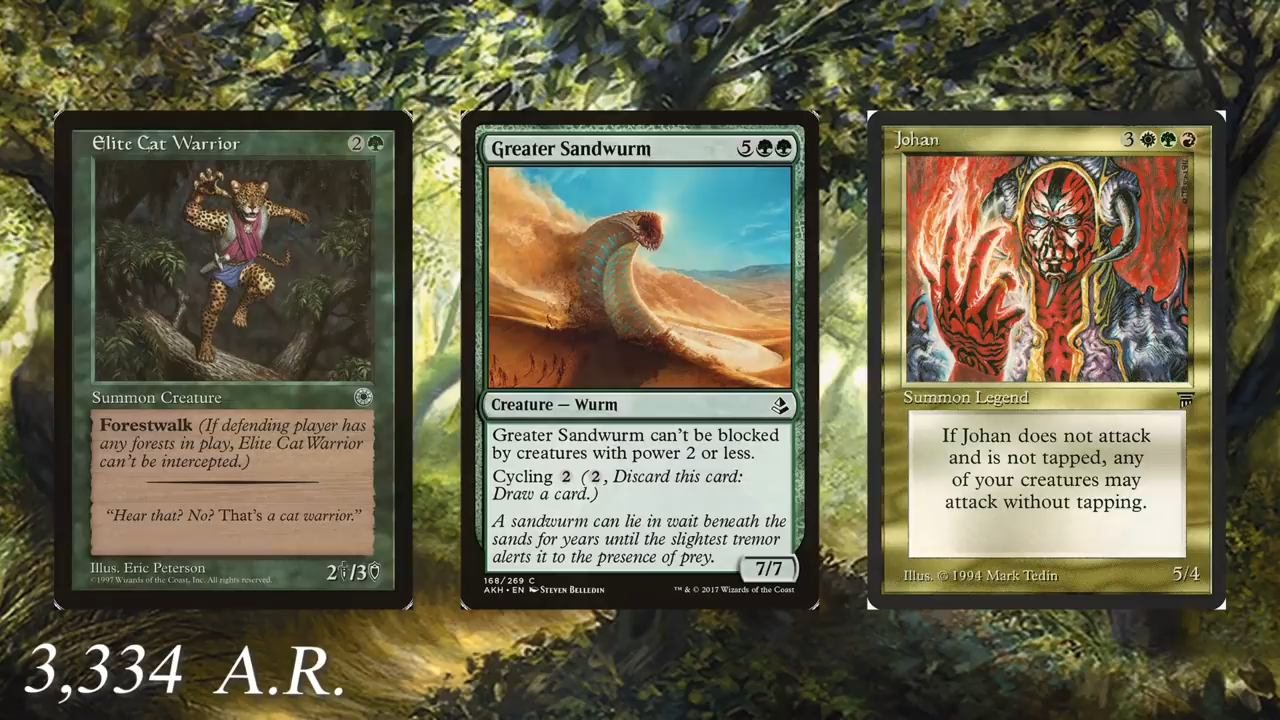 Elite Cat Warrior 2
Summon Creature
Forestwalk (If defending player has
any forests in play, Elite Cat Warrior
can't be intercepted.)
"Hear that? No? That's a cat warrior."
Illus. Eric Peterson
©1997 Wizards of the Coast, Inc. All rights reserved.
2/3
Greater Sandwurm 5
Creature — Wurm
Greater Sandwurm can't be blocked
by creatures with power 2 or less.
Cycling 2 (2, Discard this card:
Draw a card.)
A sandwurm can lie in wait beneath the
sands for years until the slightest tremor
alerts it to the presence of prey.
7/7
168/269 C
AKH • EN Steven Belledin
™ & © 2017 Wizards of the Coast
Johan 3
Summon Legend
If Johan does not attack
and is not tapped, any
of your creatures may
attack without tapping.
Illus. © 1994 Mark Tedin
5/4
3,334 A.R.